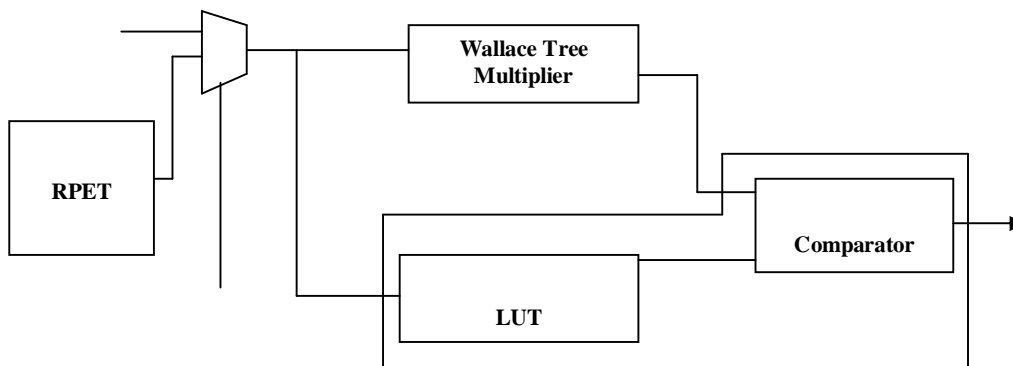 Wallace Tree
Multiplier
RPET
Comparator
LUT